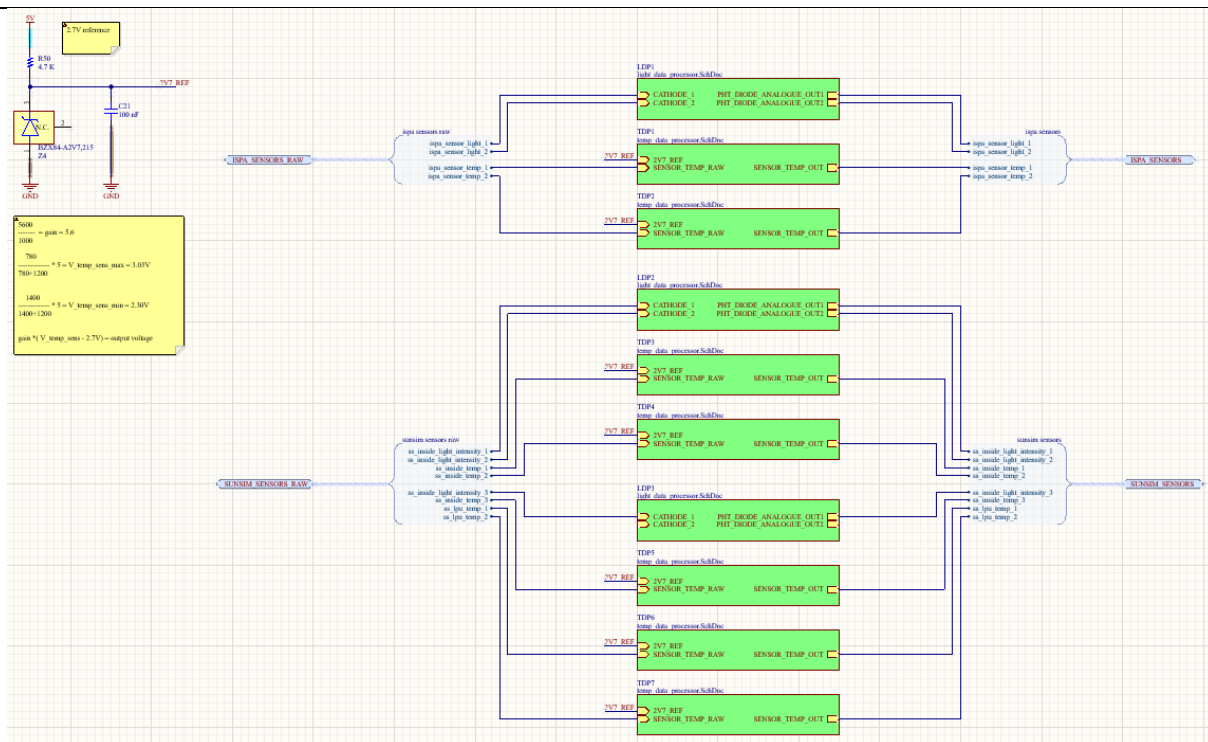 5V
2.7V reference
R50
4.7 K
2V7_REF
C21
100 nF
3
N.C.
2
BZX84-A2V7,215
1
Z4
GND
GND
5600
------- = gain = 5.6
1000
780
------------- * 5 = V_temp_sens_max = 3.03V
780+1200
1400
------------- * 5 = V_temp_sens_min = 2.30V
1400+1200
gain *( V_temp_sens - 2.7V) = output voltage
ISPA_SENSORS_RAW
ispa sensors raw
ispa_sensor_light_1
ispa_sensor_light_2
ispa_sensor_temp_1
ispa_sensor_temp_2
LDP1
light_data_processor.SchDoc
CATHODE_1 PHT_DIODE_ANALOGUE_OUT1
CATHODE_2 PHT_DIODE_ANALOGUE_OUT2
TDP1
temp_data_processor.SchDoc
2V7_REF 2V7_REF
SENSOR_TEMP_RAW SENSOR_TEMP_OUT
TDP2
temp_data_processor.SchDoc
2V7_REF 2V7_REF
SENSOR_TEMP_RAW SENSOR_TEMP_OUT
ispa sensors
ispa_sensor_light_1
ispa_sensor_light_2
ispa_sensor_temp_1
ispa_sensor_temp_2
ISPA_SENSORS
SUNSIM_SENSORS_RAW
sunsim sensors raw
ss_inside_light_intensity_1
ss_inside_light_intensity_2
ss_inside_temp_1
ss_inside_temp_2
ss_inside_light_intensity_3
ss_inside_temp_3
ss_lpu_temp_1
ss_lpu_temp_2
LDP2
light_data_processor.SchDoc
CATHODE_1 PHT_DIODE_ANALOGUE_OUT1
CATHODE_2 PHT_DIODE_ANALOGUE_OUT2
TDP3
temp_data_processor.SchDoc
2V7_REF 2V7_REF
SENSOR_TEMP_RAW SENSOR_TEMP_OUT
TDP4
temp_data_processor.SchDoc
2V7_REF 2V7_REF
SENSOR_TEMP_RAW SENSOR_TEMP_OUT
LDP3
light_data_processor.SchDoc
CATHODE_1 PHT_DIODE_ANALOGUE_OUT1
CATHODE_2 PHT_DIODE_ANALOGUE_OUT2
TDP5
temp_data_processor.SchDoc
2V7_REF 2V7_REF
SENSOR_TEMP_RAW SENSOR_TEMP_OUT
TDP6
temp_data_processor.SchDoc
2V7_REF 2V7_REF
SENSOR_TEMP_RAW SENSOR_TEMP_OUT
TDP7
temp_data_processor.SchDoc
2V7_REF 2V7_REF
SENSOR_TEMP_RAW SENSOR_TEMP_OUT
sunsim sensors
ss_inside_light_intensity_1
ss_inside_light_intensity_2
ss_inside_temp_1
ss_inside_temp_2
ss_inside_light_intensity_3
ss_inside_temp_3
ss_lpu_temp_1
ss_lpu_temp_2
SUNSIM_SENSORS